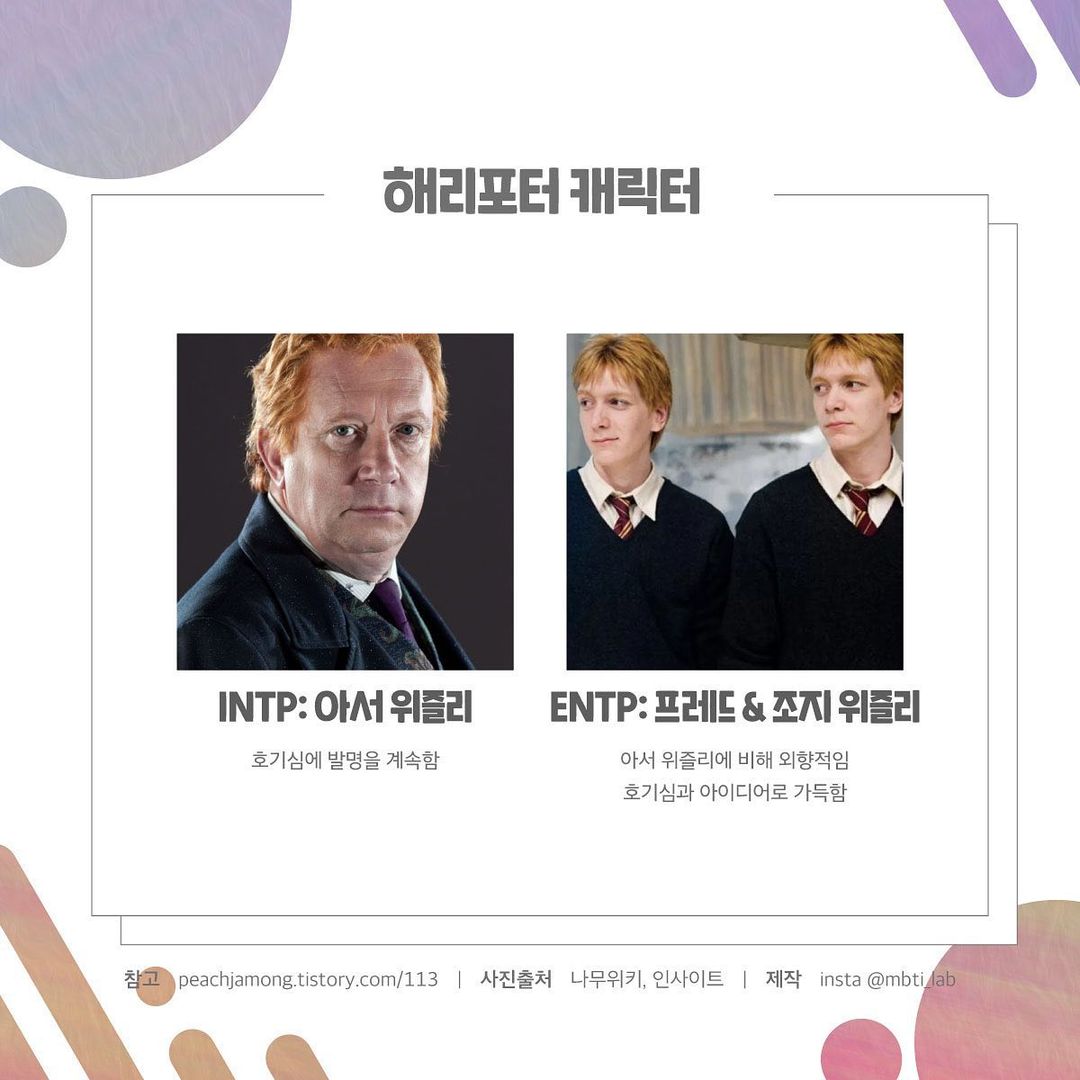 해리포터 캐릭터
INTP: 아서 위즐리
호기심에 발명을 계속함
ENTP: 프레드 & 조지 위즐리
아서 위즐리에 비해 외향적임
호기심과 아이디어로 가득함
참고 peachjamong.tistory.com/113 | 사진출처 나무위키, 인사이트 | 제작 insta @mbti_lab